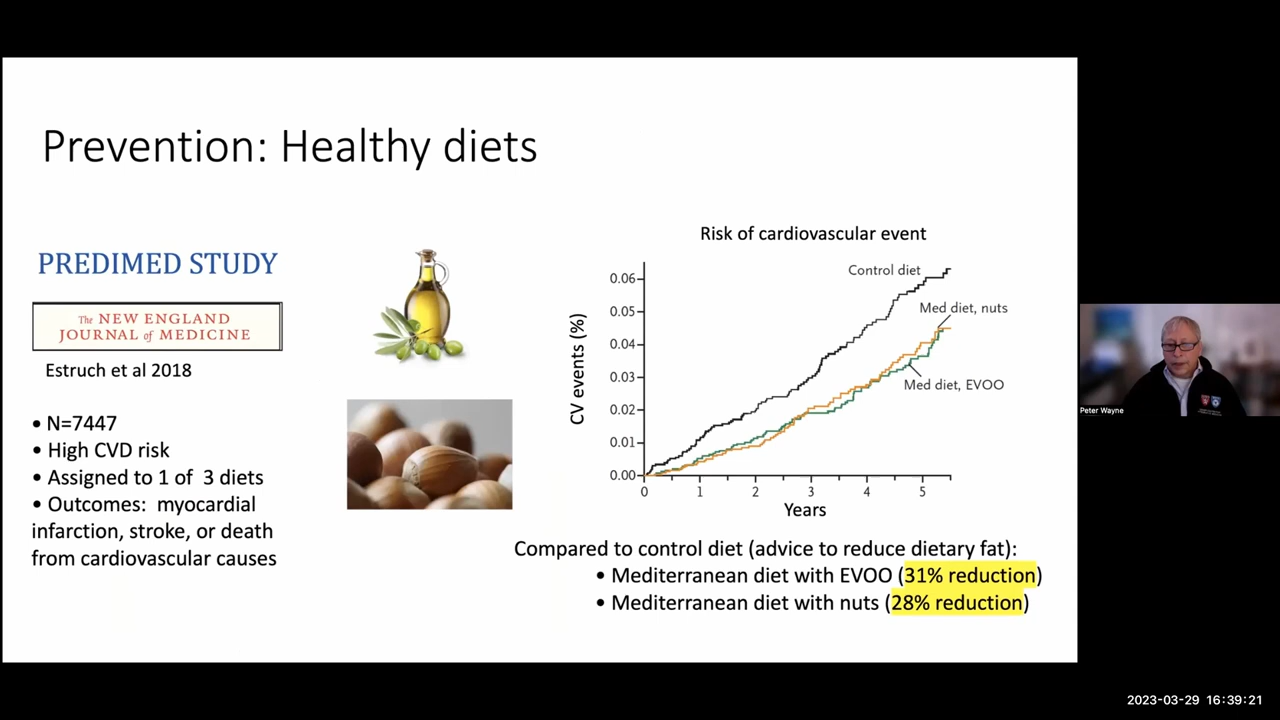 Prevention: Healthy diets
PREDIMED STUDY
The NEW ENGLAND
JOURNAL of MEDICINE
Estruch et al 2018
• N=7447
• High CVD risk
• Assigned to 1 of 3 diets
• Outcomes: myocardial
infarction, stroke, or death
from cardiovascular causes
Risk of cardiovascular event
CV events (%)
0.06
0.05
0.04
0.03
0.02
0.01
0.00
Control diet
Med diet, nuts
Med diet, EVOO
0 1 2 3 4 5
Years
Compared to control diet (advice to reduce dietary fat):
• Mediterranean diet with EVOO (31% reduction)
• Mediterranean diet with nuts (28% reduction)
Peter Wayne
2023-03-29 16:39:21